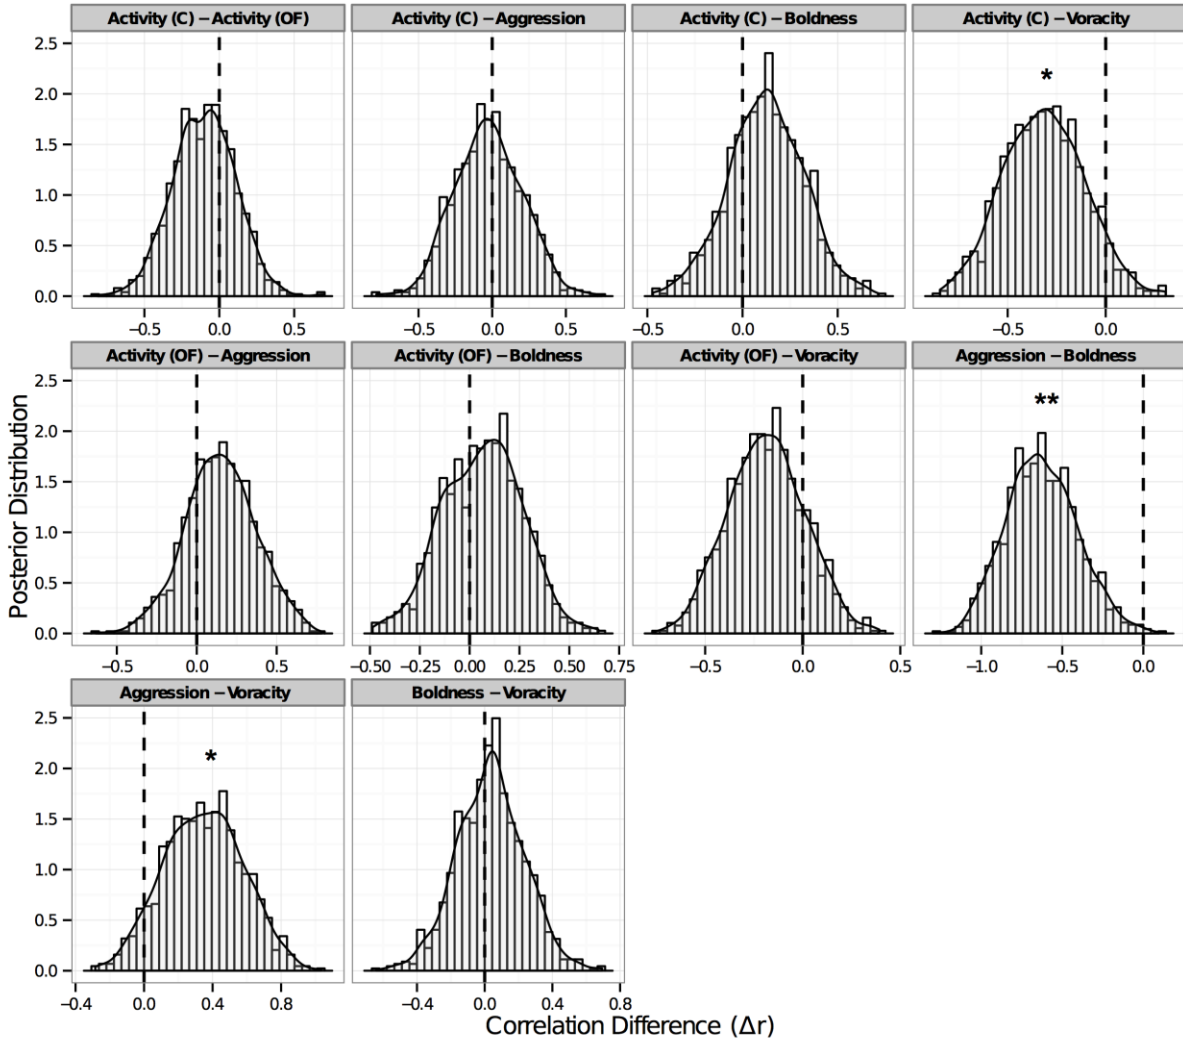 Activity (C) – Activity (OF)
Activity (C) – Aggression
Activity (C) – Boldness
Activity (C) – Voracity
2.5
2.0
1.5
1.0
0.5
0.0
*
−0.5 0.0 0.5
−0.5 0.0 0.5
−0.5 0.0 0.5
−0.5 0.0
Activity (OF) – Aggression
Activity (OF) – Boldness
Activity (OF) – Voracity
Aggression – Boldness
2.5
2.0
1.5
1.0
0.5
0.0
**
−0.5 0.0 0.5
−0.50 −0.25 0.00 0.25 0.50 0.75
−0.5 0.0 0.5
−1.0 −0.5 0.0
Posterior Distribution
Aggression – Voracity
Boldness – Voracity
2.5
2.0
1.5
1.0
0.5
0.0
*
−0.4 0.0 0.4 0.8
−0.4 0.0 0.4 0.8
Correlation Difference (Δr)